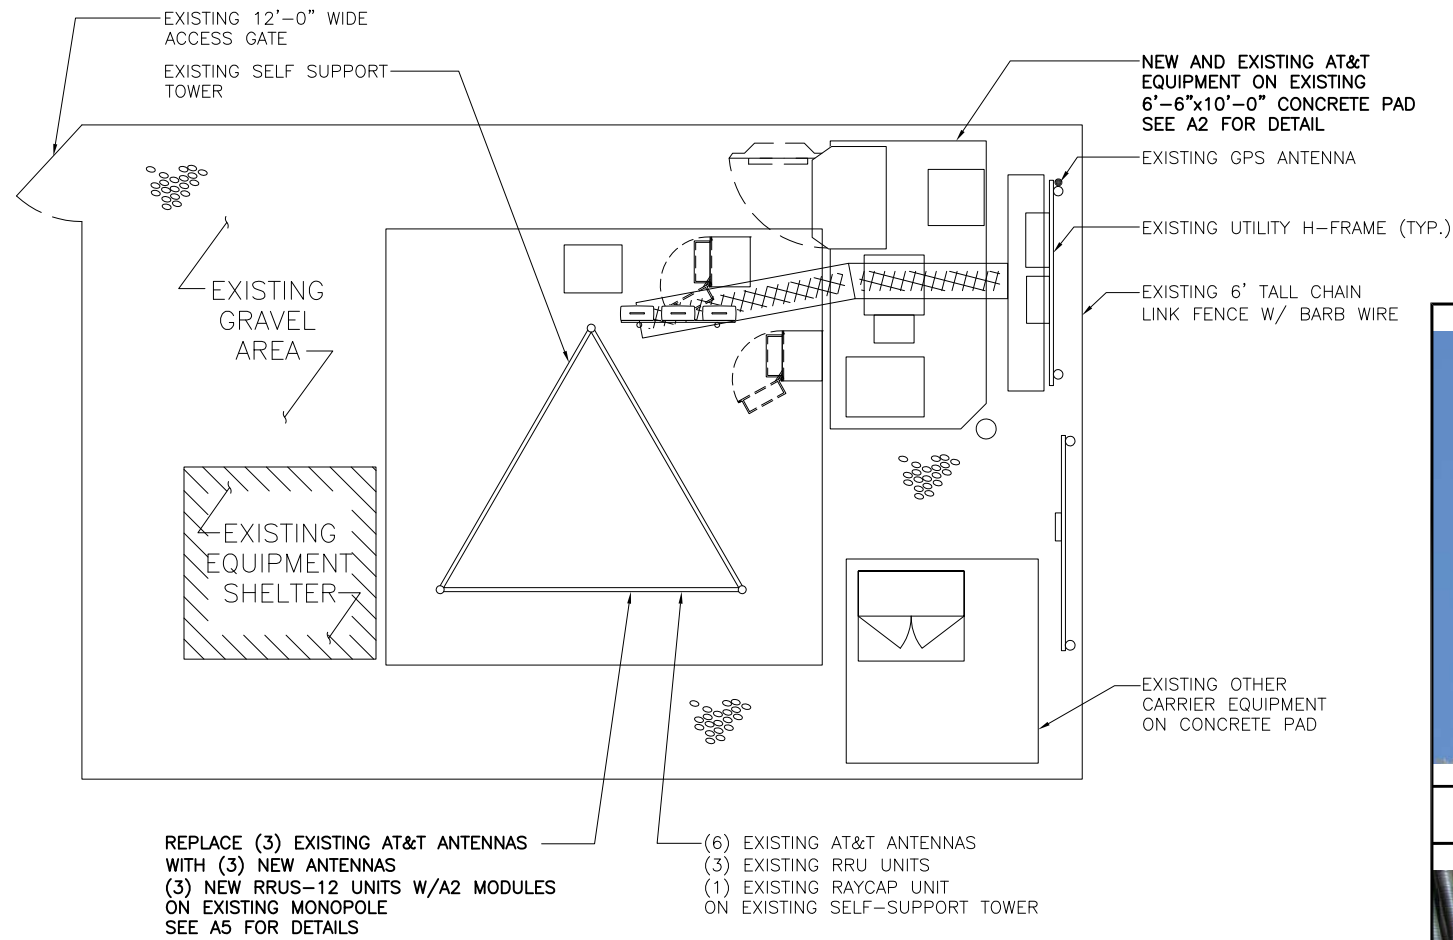 EXISTING 12'-0" WIDE
ACCESS GATE
EXISTING SELF SUPPORT
TOWER
NEW AND EXISTING AT&T
EQUIPMENT ON EXISTING
6'-6"x10'-0" CONCRETE PAD
SEE A2 FOR DETAIL
EXISTING GPS ANTENNA
EXISTING UTILITY H-FRAME (TYP.)
EXISTING 6' TALL CHAIN
LINK FENCE W/ BARB WIRE
EXISTING
GRAVEL
AREA
EXISTING
EQUIPMENT
SHELTER
EXISTING OTHER
CARRIER EQUIPMENT
ON CONCRETE PAD
REPLACE (3) EXISTING AT&T ANTENNAS
WITH (3) NEW ANTENNAS
(3) NEW RRUS-12 UNITS W/A2 MODULES
ON EXISTING MONOPOLE
SEE A5 FOR DETAILS
(6) EXISTING AT&T ANTENNAS
(3) EXISTING RRU UNITS
(1) EXISTING RAYCAP UNIT
ON EXISTING SELF-SUPPORT TOWER